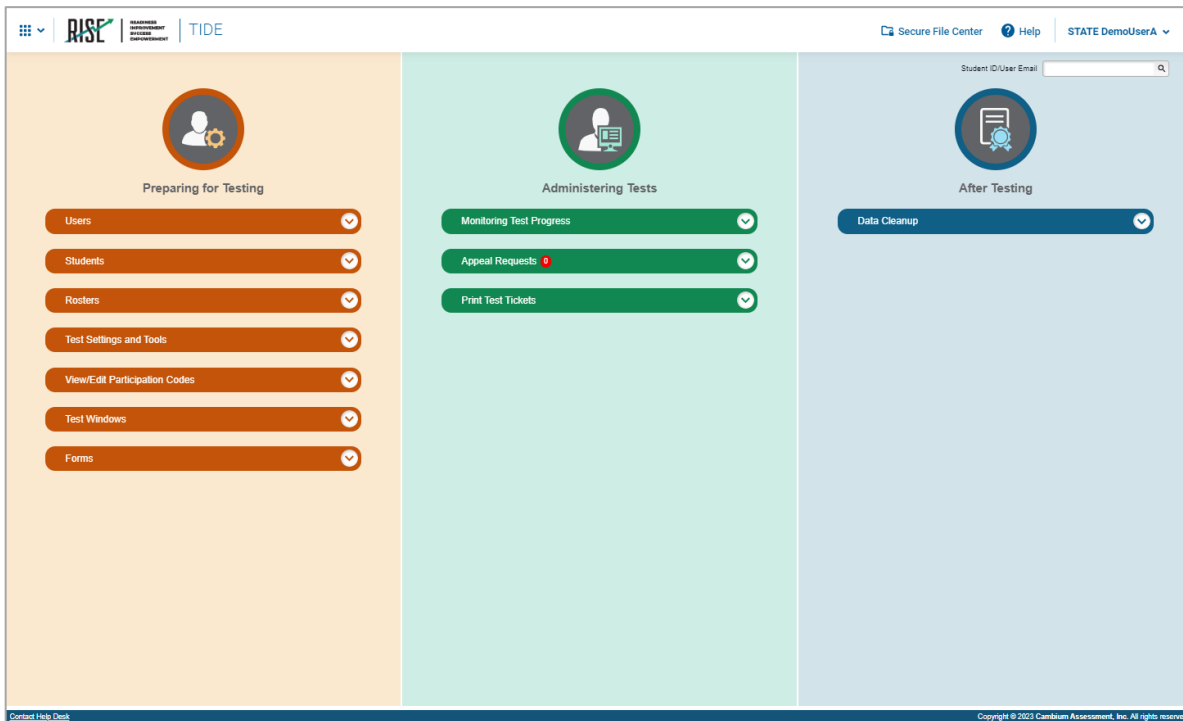 RISE
READINESS
IMPROVEMENT
SUCCESS
EMPOWERMENT
TIDE
Secure File Center
Help
STATE DemoUserA
Student ID/User Email
Preparing for Testing
Users
Students
Rosters
Test Settings and Tools
View/Edit Participation Codes
Test Windows
Forms
Administering Tests
Monitoring Test Progress
Appeal Requests 0
Print Test Tickets
After Testing
Data Cleanup
Contact Help Desk
Copyright © 2023 Cambium Assessment, Inc. All rights reserve